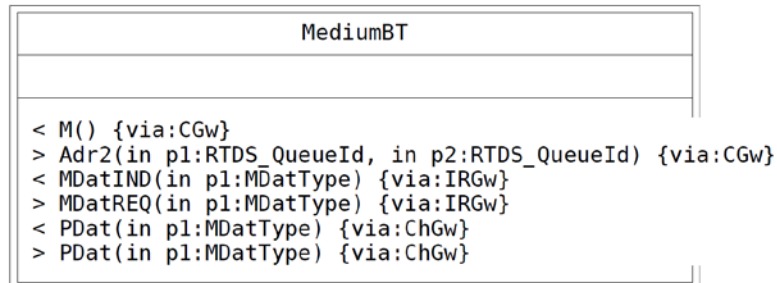 MediumBT
< M() {via:CGw}
> Adr2(in p1:RTDS_QueueId, in p2:RTDS_QueueId) {via:CGw}
< MDatIND(in p1:MDatType) {via:IRGw}
> MDatREQ(in p1:MDatType) {via:IRGw}
< PDat(in p1:MDatType) {via:ChGw}
> PDat(in p1:MDatType) {via:ChGw}